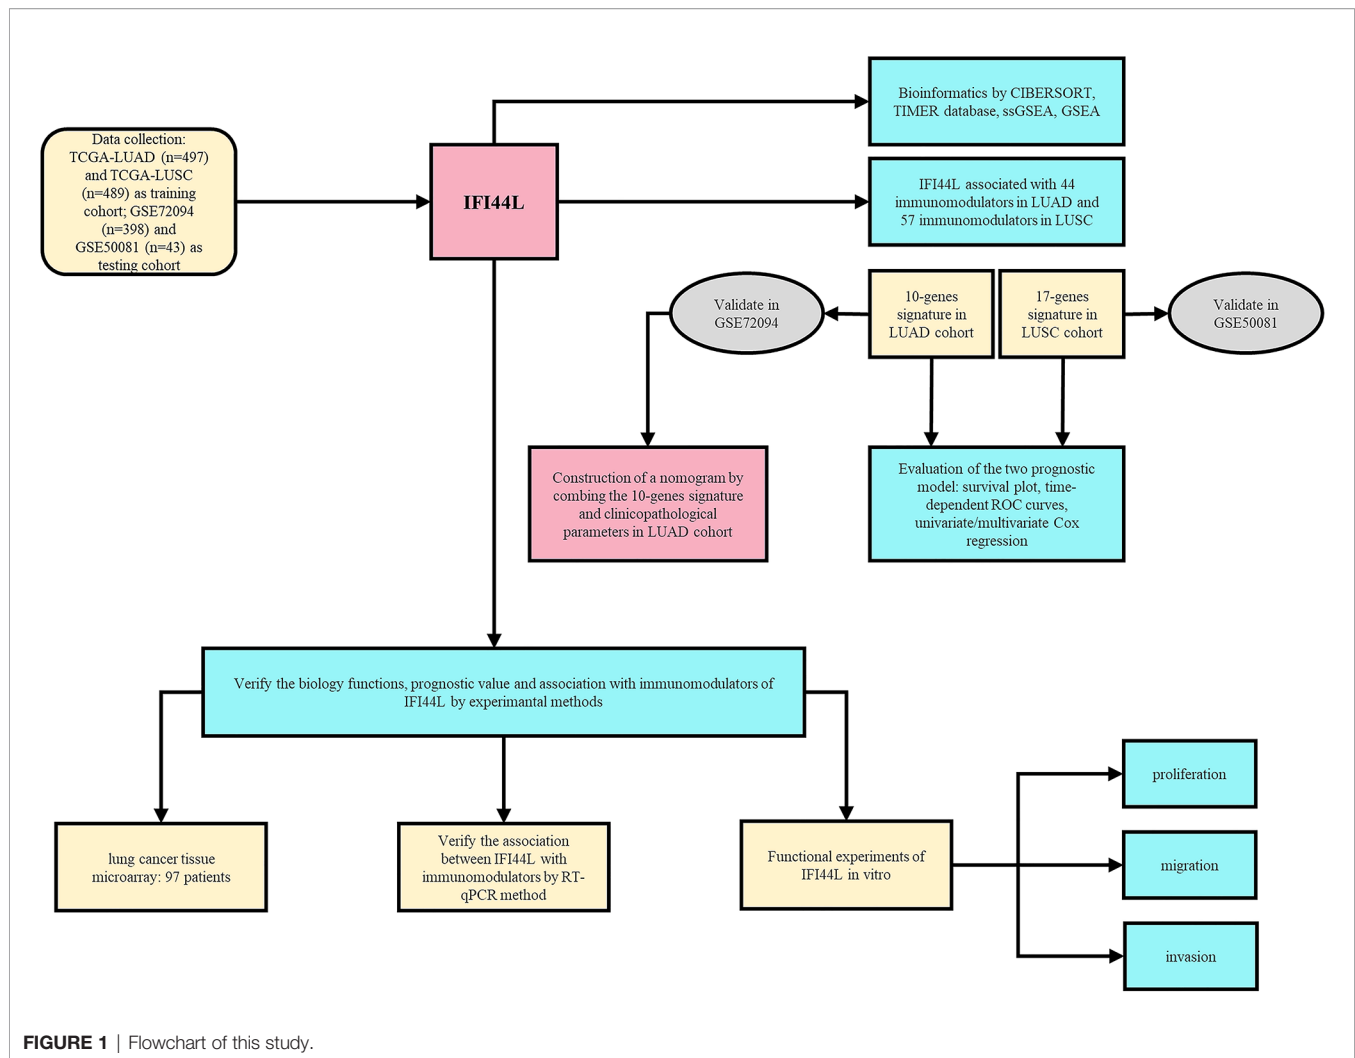 Data collection:
TCGA-LUAD (n=497)
and TCGA-LUSC
(n=489) as training
cohort; GSE72094
(n=398) and
GSE50081 (n=43) as
testing cohort
IFI44L
Bioinformatics by CIBERSORT,
TIMER database, ssGSEA, GSEA
IFI44L associated with 44
immunomodulators in LUAD and
57 immunomodulators in LUSC
Validate in
GSE72094
10-genes
signature in
LUAD cohort
17-genes
signature in
LUSC cohort
Validate in
GSE50081
Construction of a nomogram by
combing the 10-genes signature
and clinicopathological
parameters in LUAD cohort
Evaluation of the two prognostic
model: survival plot, time-
dependent ROC curves,
univariate/multivariate Cox
regression
Verify the biology functions, prognostic value and association with immunomodulators of
IFI44L by experimantal methods
lung cancer tissue
microarray: 97 patients
Verify the association
between IFI44L with
immunomodulators by RT-
qPCR method
Functional experiments of
IFI44L in vitro
proliferation
migration
invasion
FIGURE 1 | Flowchart of this study.